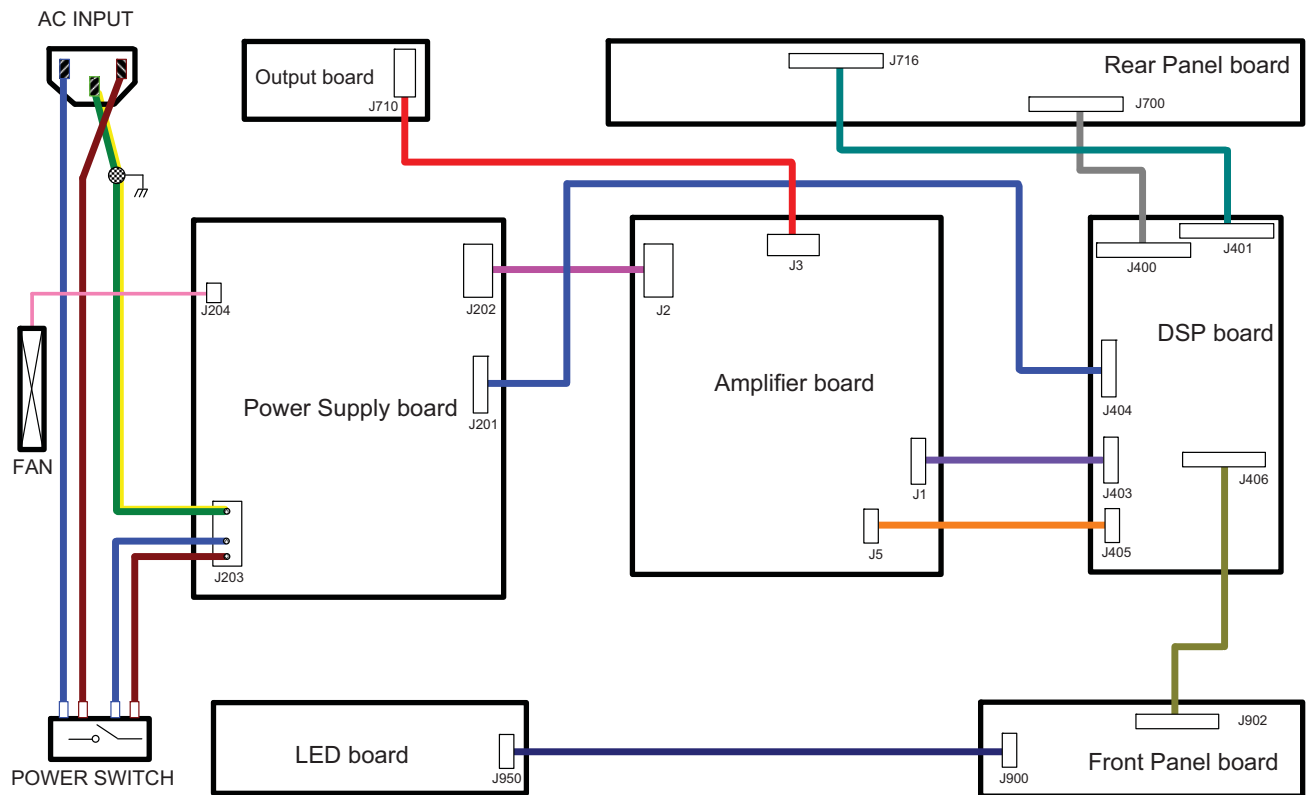 AC INPUT
Output board
J710
J716
Rear Panel board
J700
J3
J401
J400
J202
J2
J204
DSP board
Amplifier board
Power Supply board
J201
J404
FAN
J1
J403
J406
J5
J405
J203
J902
LED board
J950
J900
Front Panel board
POWER SWITCH